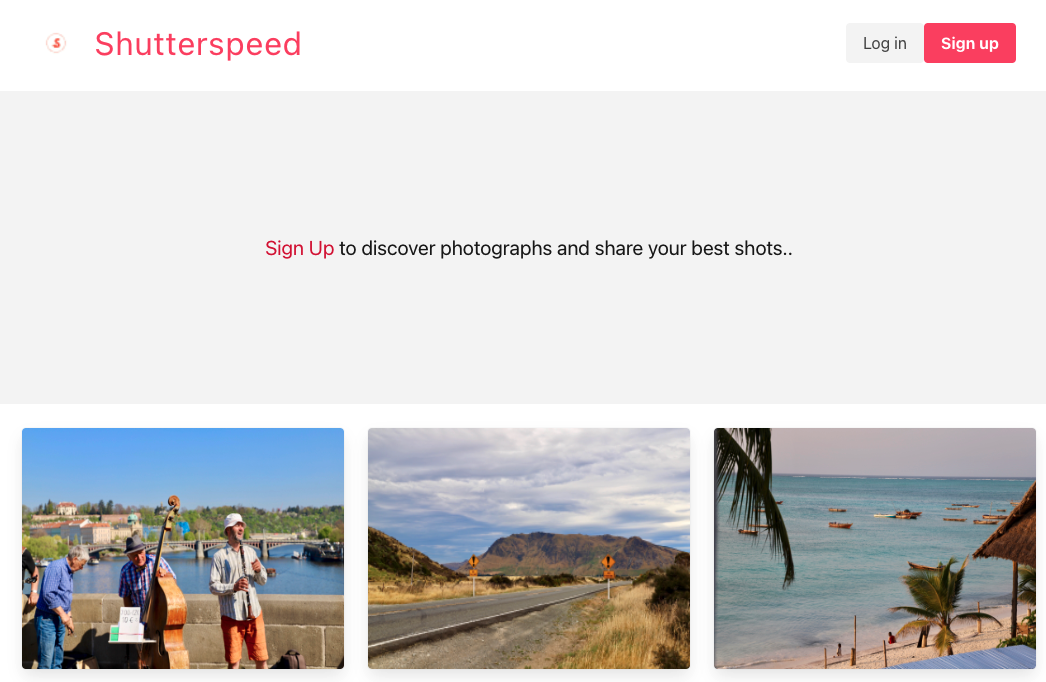 S
Shutterspeed
Log in
Sign up
Sign Up to discover photographs and share your best shots..